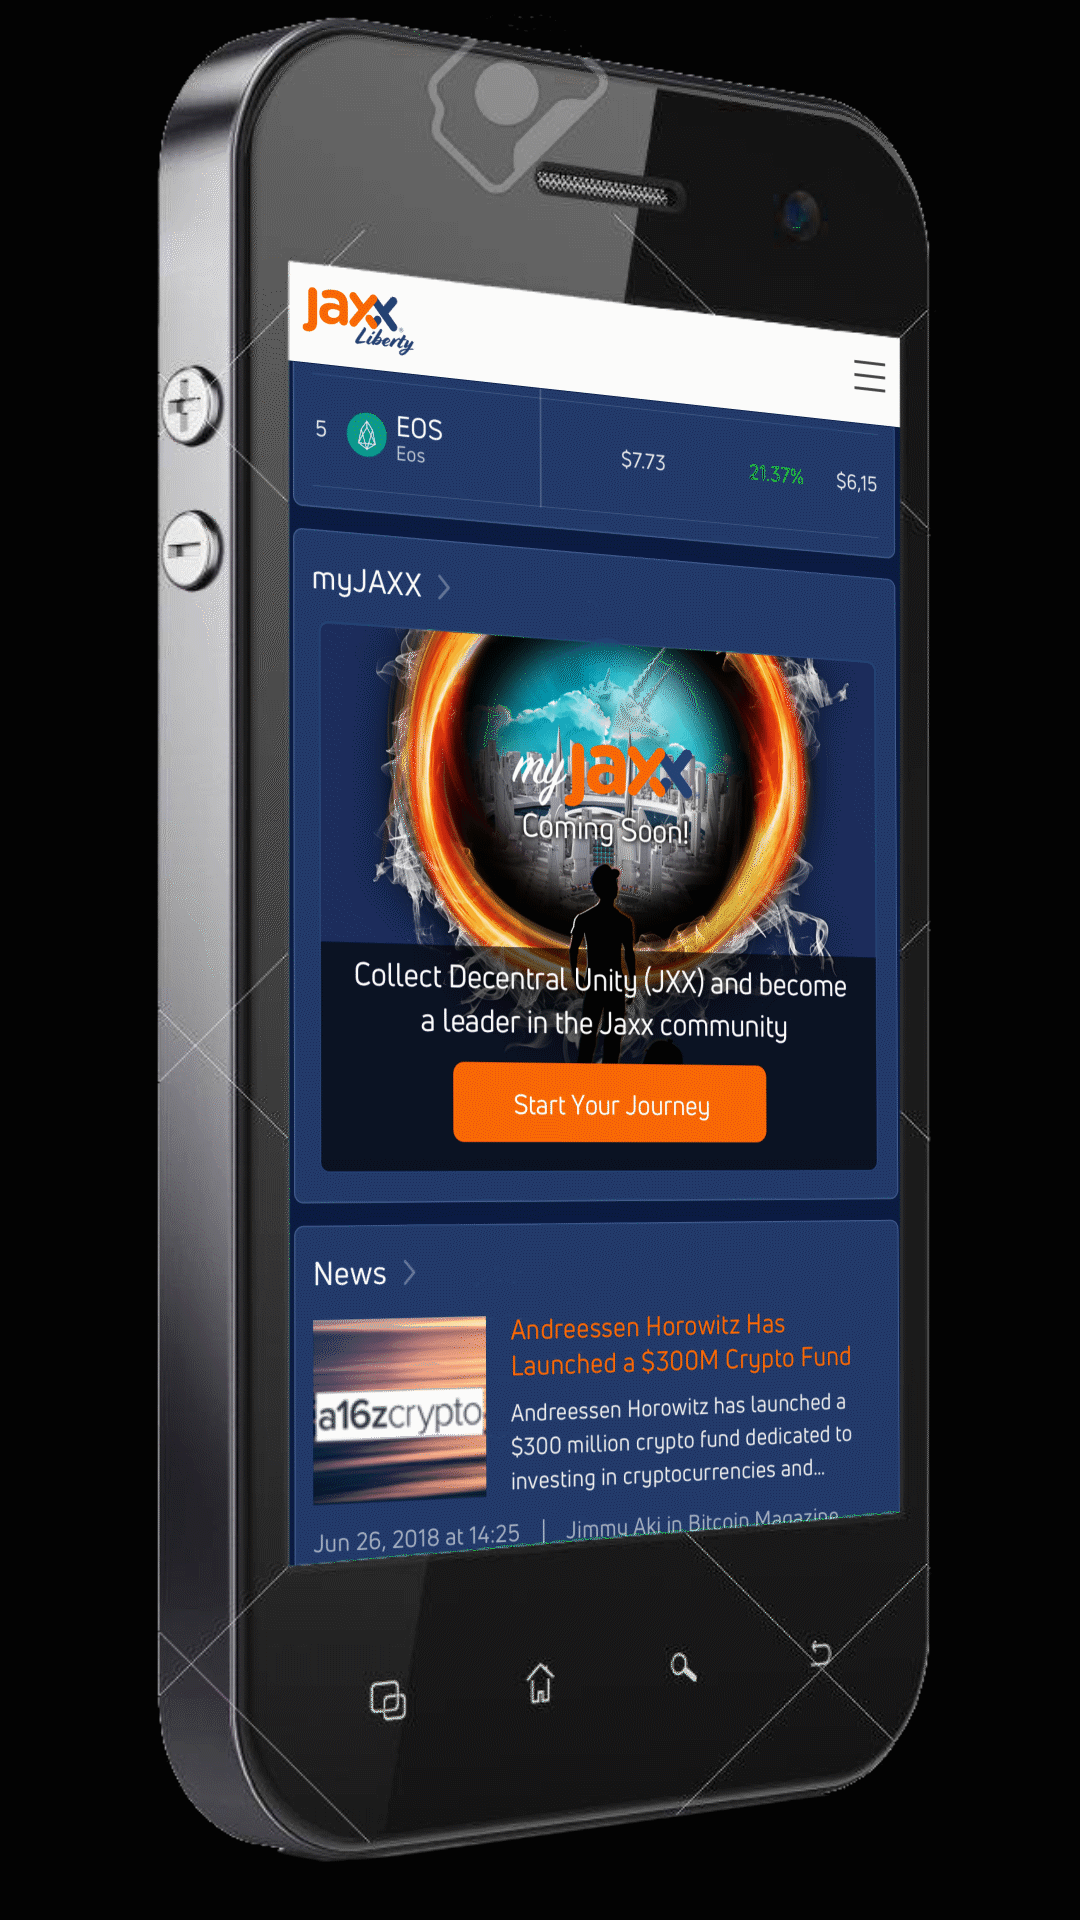 Jaxx
Liberty
5
EOS
Eos
$7.73
21.37%
$6,15
myJAXX
my Jaxx
Coming Soon!
Collect Decentral Unity (JXX) and become
a leader in the Jaxx community
Start Your Journey
News
a16zcrypto
Andreessen Horowitz Has
Launched a $300M Crypto Fund
Andreessen Horowitz has launched a
$300 million crypto fund dedicated to
investing in cryptocurrencies and...
Jun 26, 2018 at 14:25 | Jimmy Aki in Bitcoin Magazine